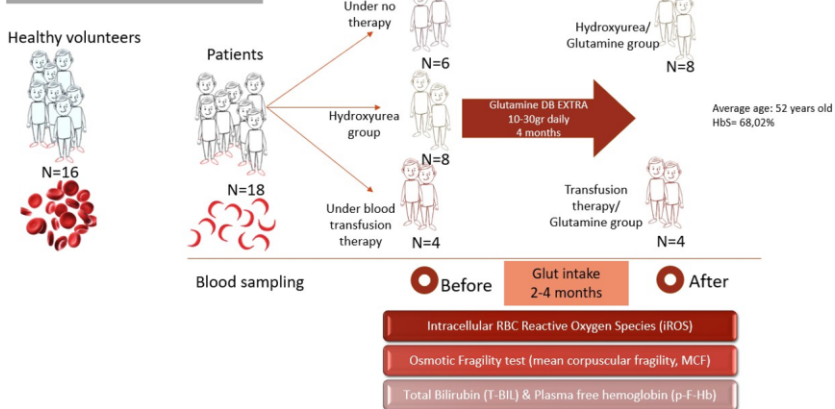 Healthy volunteers
N=16
Patients
N=18
Under no
therapy
N=6
Hydroxyurea
group
N=8
Under blood
transfusion
therapy
N=4
Glutamine DB EXTRA
10-30gr daily
4 months
Hydroxyurea/
Glutamine group
N=8
Transfusion
therapy/
Glutamine group
N=4
Average age: 52 years old
HbS= 68,02%
Blood sampling
Before
Glut intake
2-4 months
After
Intracellular RBC Reactive Oxygen Species (iROS)
Osmotic Fragility test (mean corpuscular fragility, MCF)
Total Bilirubin (T-BIL) & Plasma free hemoglobin (p-F-Hb)